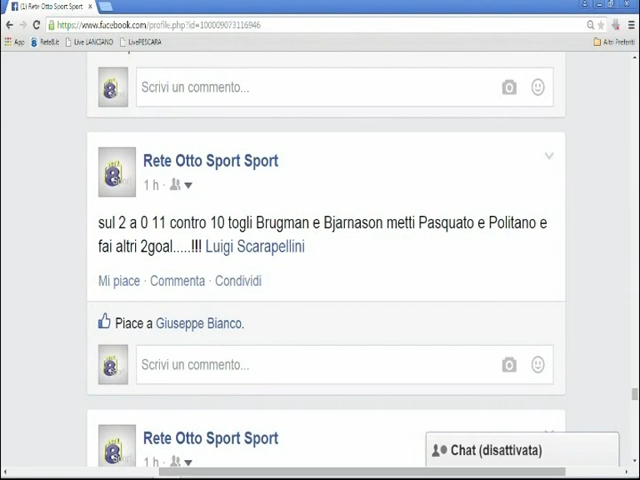 (1) Rete Otto Sport Sport
https://www.facebook.com/profile.php?id=100009073116946
App Rete8.it Live LANCIANO LivePESCARA Altri Preferiti
Scrivi un commento...
Rete Otto Sport Sport
1 h
sul 2 a 0 11 contro 10 togli Brugman e Bjarnason metti Pasquato e Politano e
fai altri 2goal.....!!! Luigi Scarapellini
Mi piace · Commenta · Condividi
Piace a Giuseppe Bianco.
Scrivi un commento...
Rete Otto Sport Sport
1 h
Chat (disattivata)